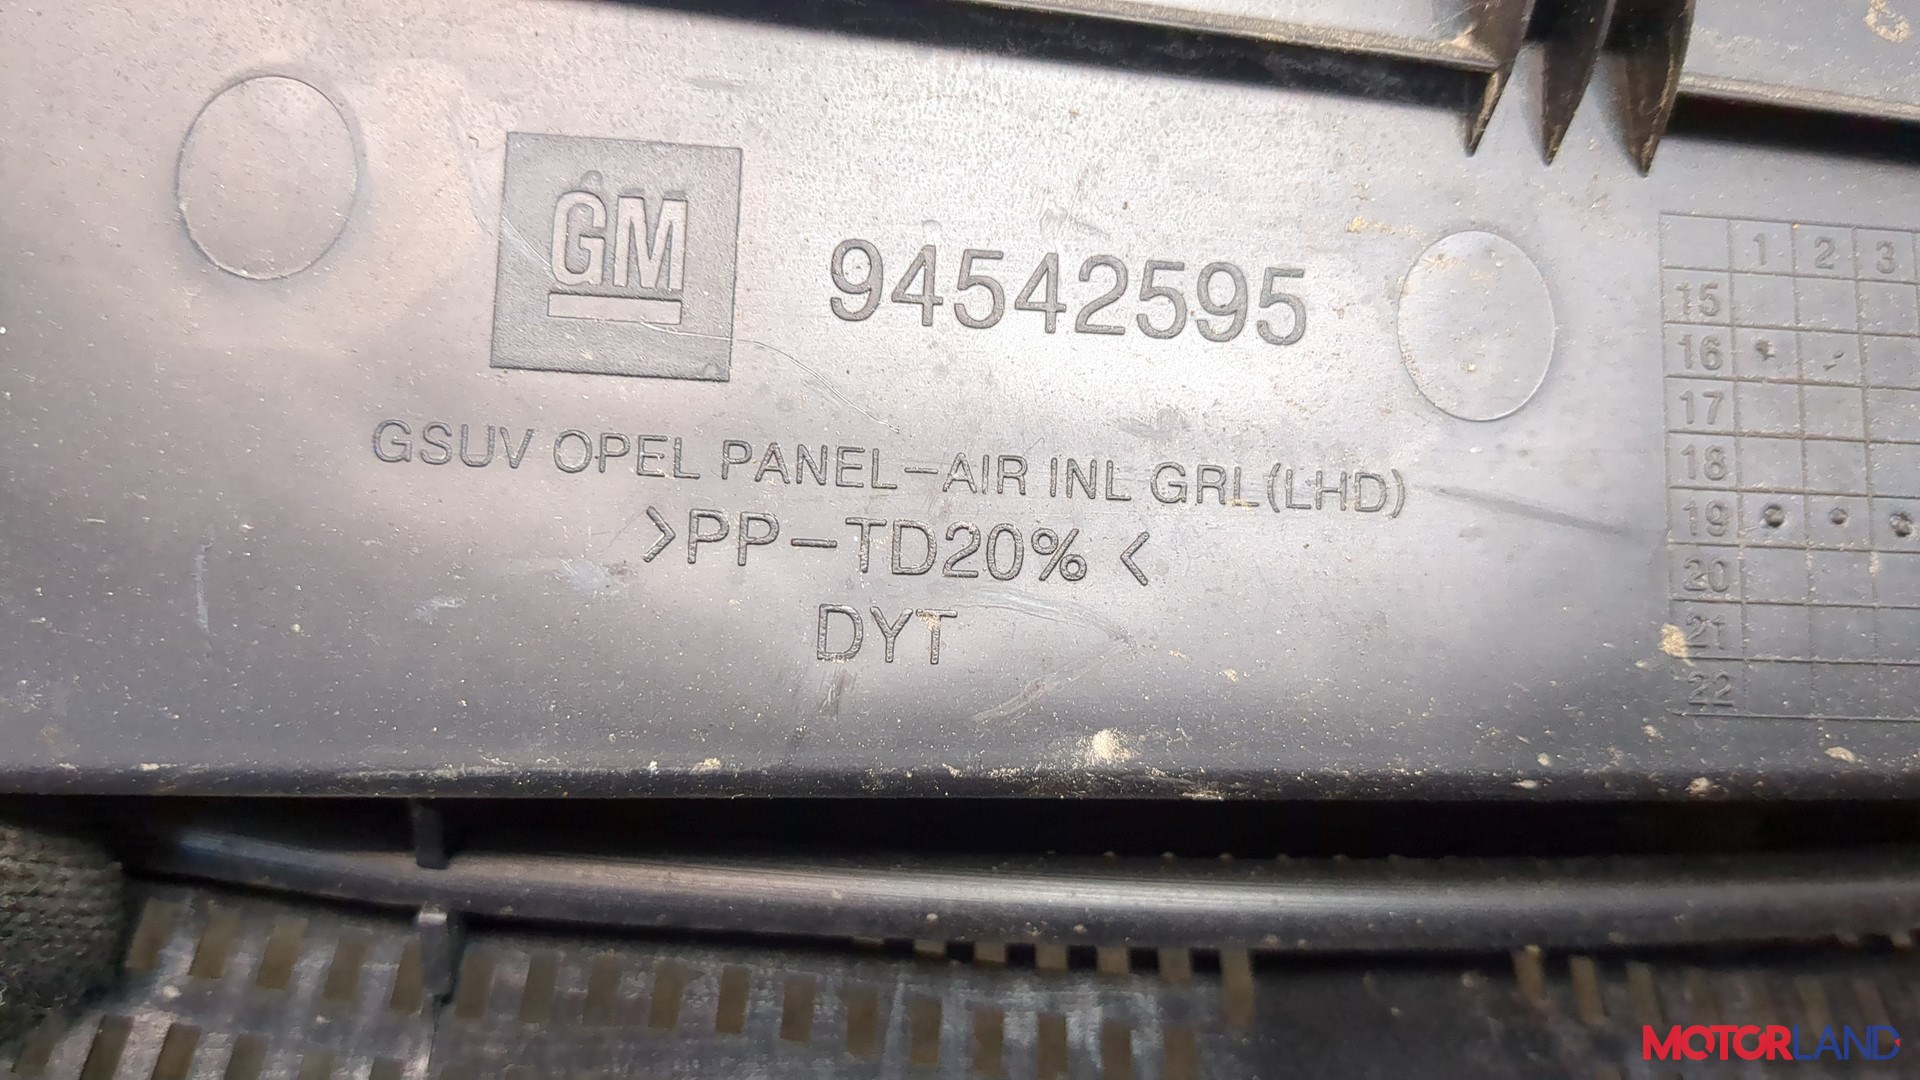 GM
94542595
GSUV OPEL PANEL-AIR INL GRL(LHD)
>PP-TD20%<
DYT
1 2 3
15
16
17
18
19
20
21
22
MOTORLAND